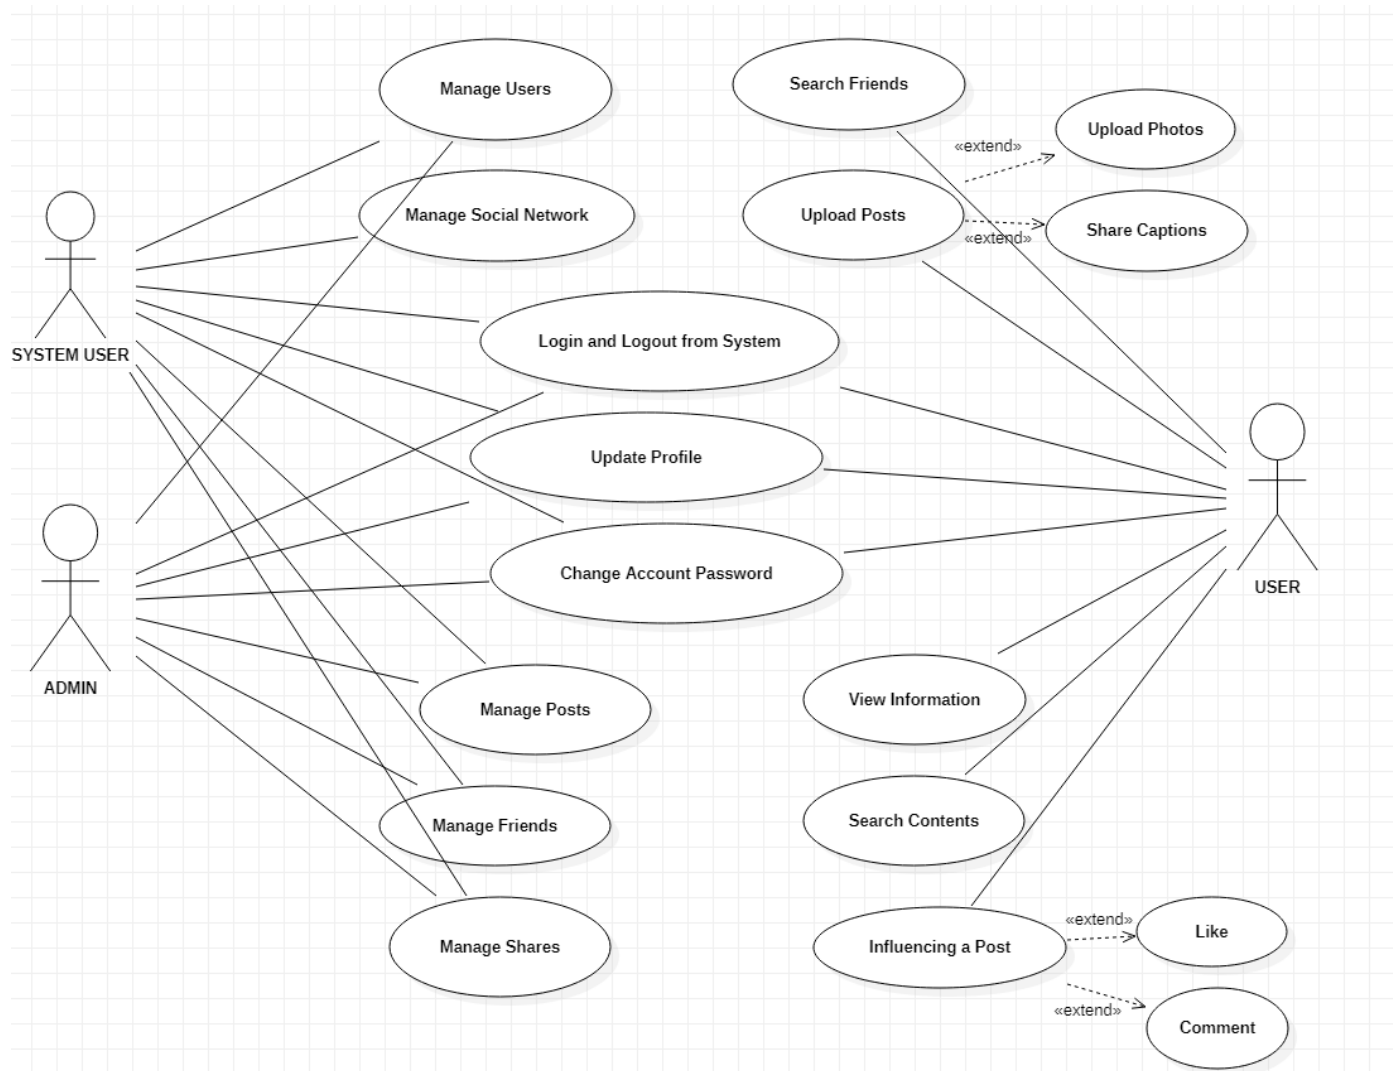 Manage Users
Search Friends
Upload Photos
«extend»
Manage Social Network
Upload Posts
Share Captions
«extend»
SYSTEM USER
Login and Logout from System
Update Profile
Change Account Password
USER
ADMIN
Manage Posts
View Information
Manage Friends
Search Contents
Manage Shares
Influencing a Post
«extend»
Like
«extend»
Comment